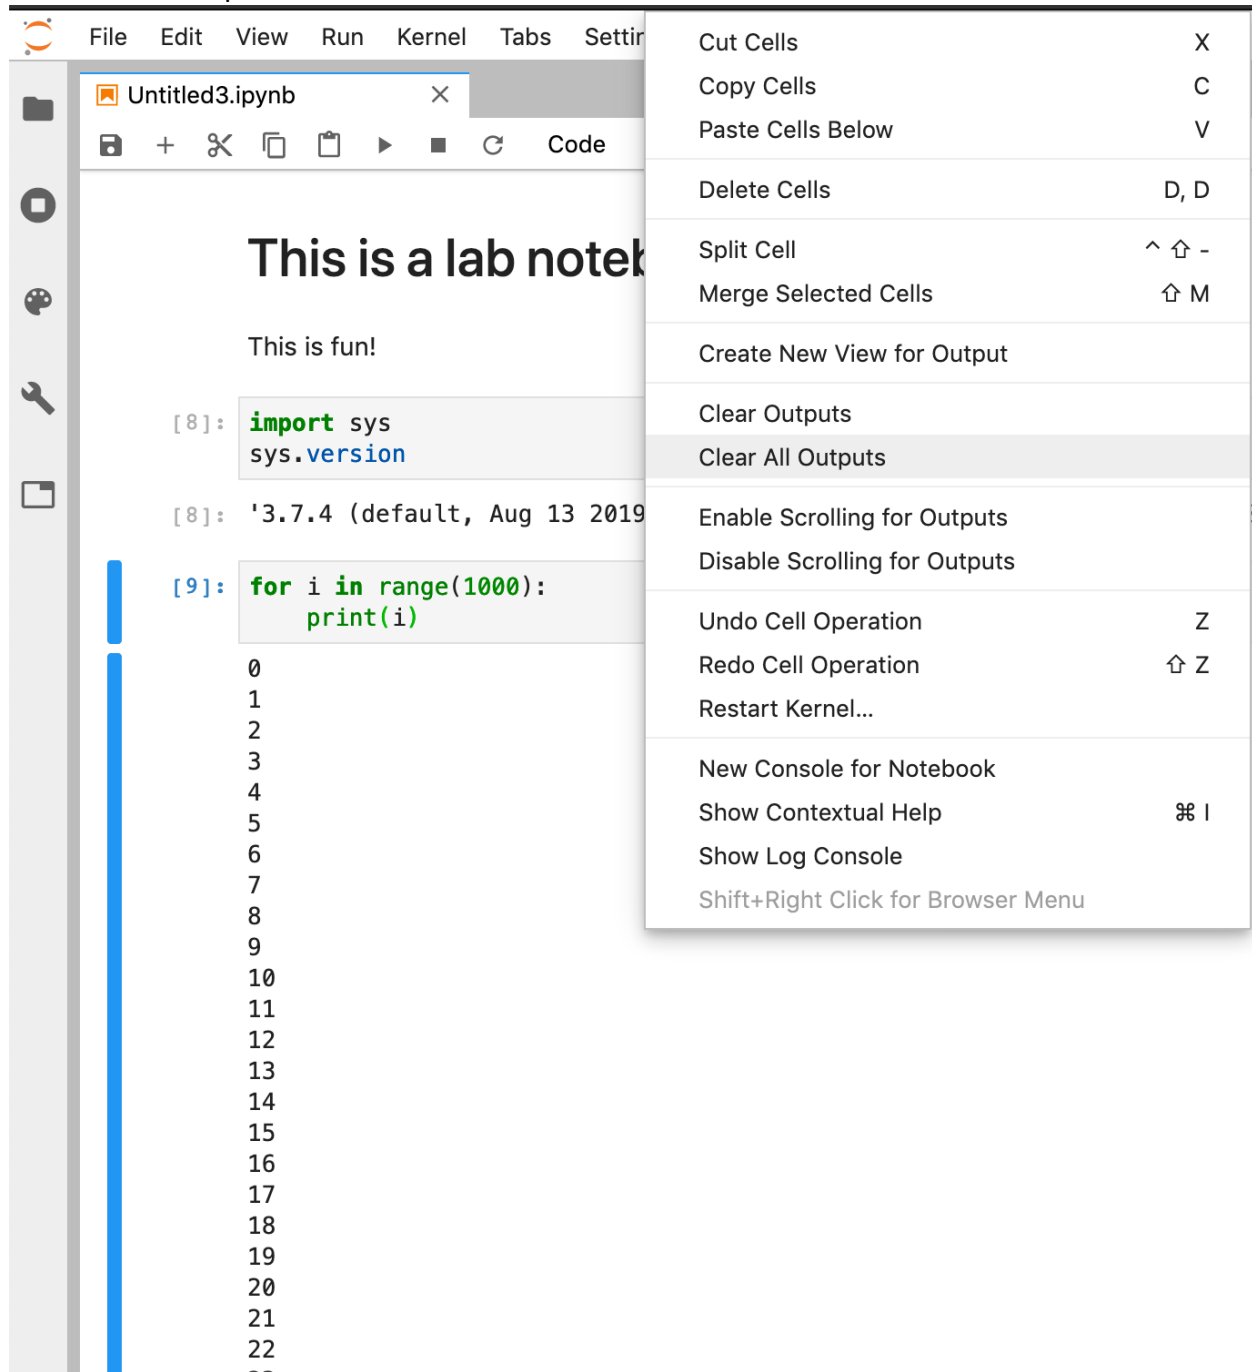 File Edit View Run Kernel Tabs
Untitled3.ipynb
Code
This is a lab
This is fun!
[8]: import sys
sys.version
[8]: '3.7.4 (default, Aug 13 2019
[9]: for i in range(1000):
print(i)
0
1
2
3
4
5
6
7
8
9
10
11
12
13
14
15
16
17
18
19
20
21
22
Cut Cells X
Copy Cells C
Paste Cells Below V
Delete Cells D, D
Split Cell ^ ⇧ -
Merge Selected Cells ⇧ M
Create New View for Output
Clear Outputs
Clear All Outputs
Enable Scrolling for Outputs
Disable Scrolling for Outputs
Undo Cell Operation Z
Redo Cell Operation ⇧ Z
Restart Kernel...
New Console for Notebook
Show Contextual Help ⌘ I
Show Log Console
Shift+Right Click for Browser Menu